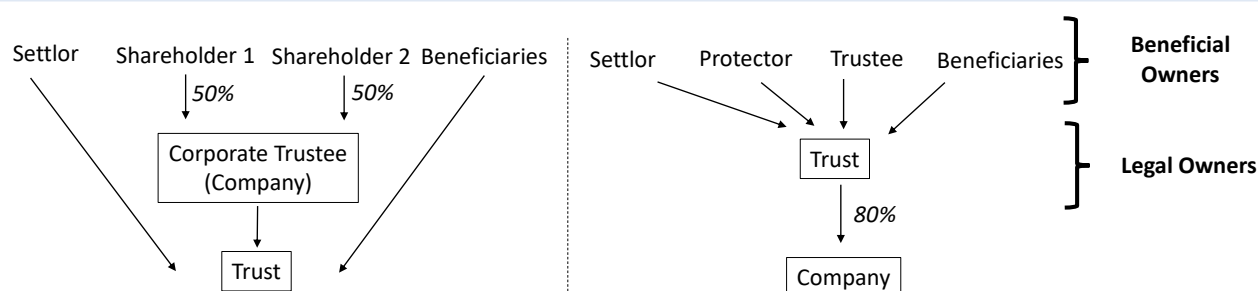 Settlor
Shareholder 1
Shareholder 2
Beneficiaries
50%
50%
Corporate Trustee
(Company)
Trust
Settlor
Protector
Trustee
Beneficiaries
Trust
80%
Company
Beneficial
Owners
Legal Owners